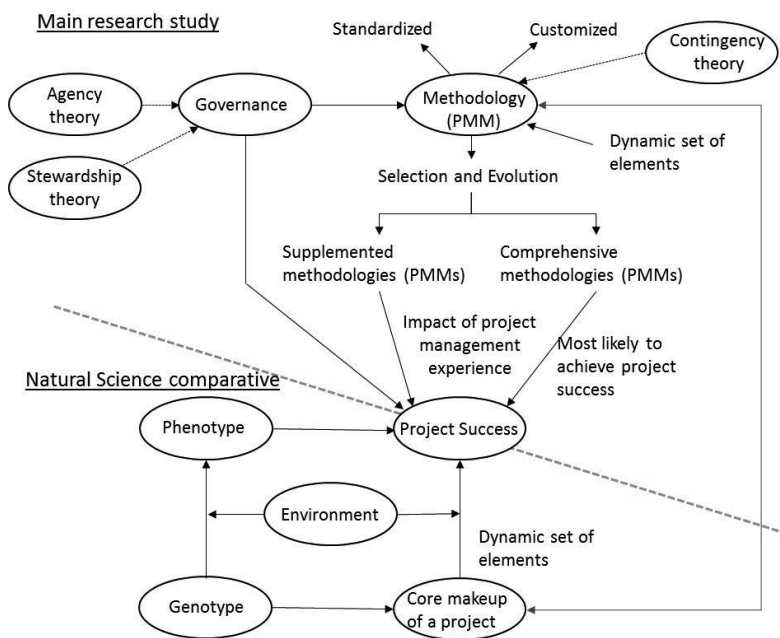 Main research study
Standardized
Customized
Contingency
theory
Agency
theory
Governance
Methodology
(PMM)
Dynamic set of
elements
Stewardship
theory
Selection and Evolution
Supplemented
methodologies (PMMs)
Comprehensive
methodologies (PMMs)
Impact of project
management
experience
Most likely to
achieve project
success
Natural Science comparative
Phenotype
Project Success
Environment
Dynamic set of
elements
Genotype
Core makeup
of a project